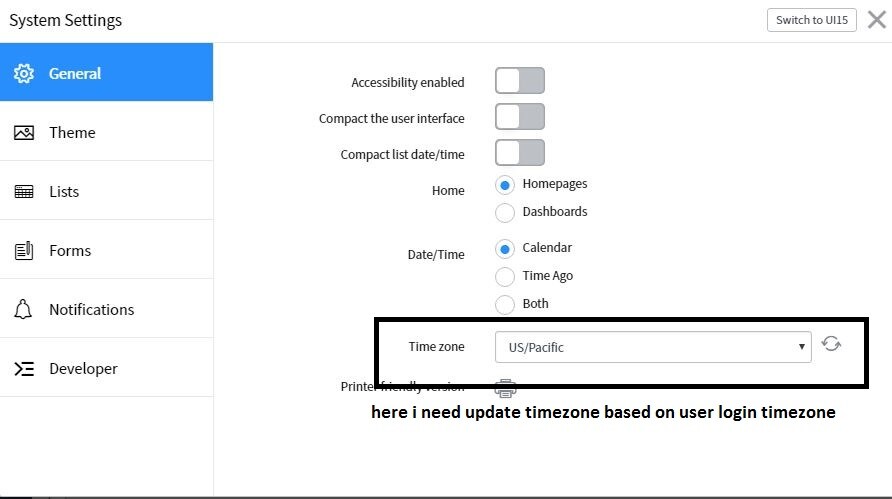 System Settings
Switch to UI15
General
Theme
Lists
Forms
Notifications
Developer
Accessibility enabled
Compact the user interface
Compact list date/time
Home
Homepages
Dashboards
Date/Time
Calendar
Time Ago
Both
Time zone
US/Pacific
Printer friendly version
here i need update timezone based on user login timezone